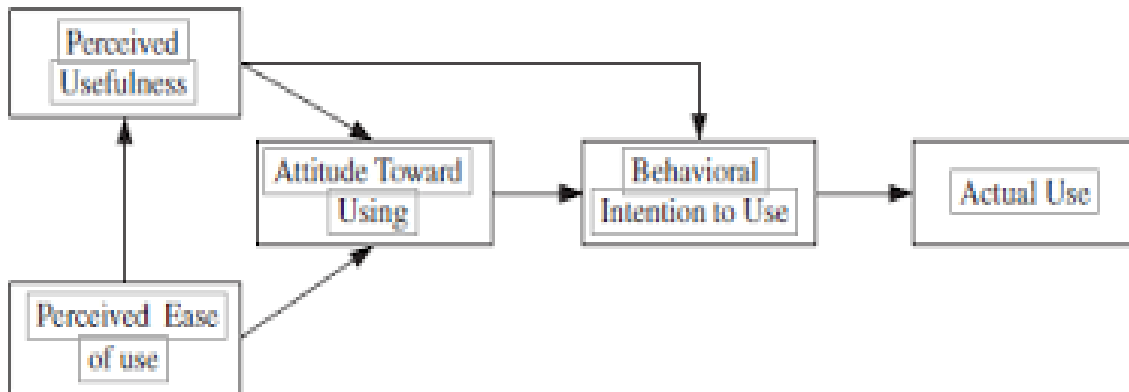 Perceived
Usefulness
Attitude Toward
Using
Behavioral
Intention to Use
Actual Use
Perceived Ease
of use